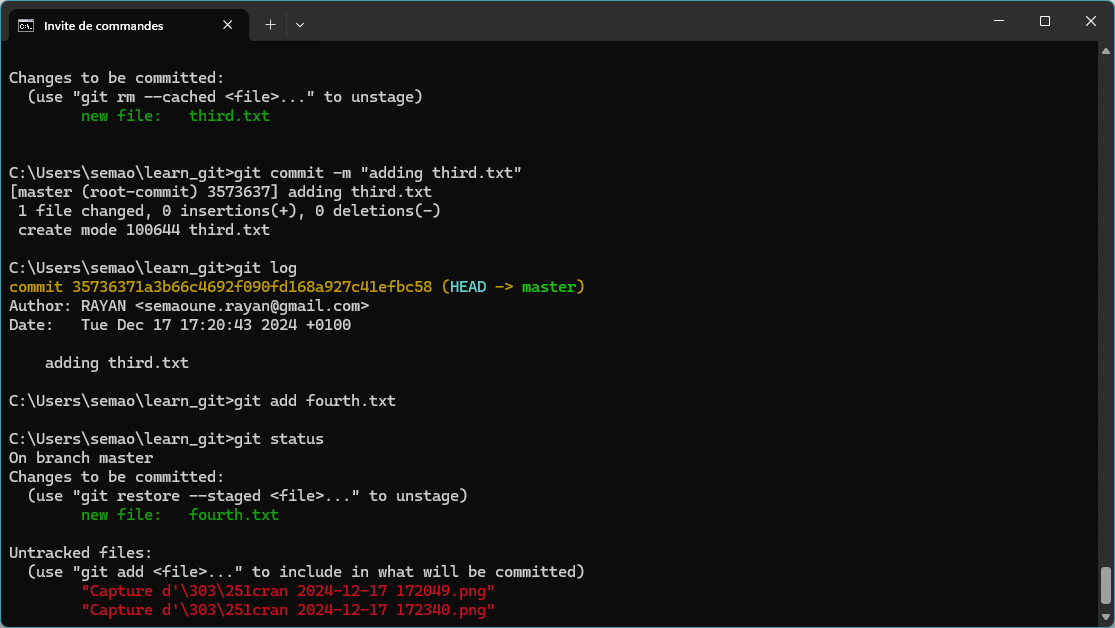 Invite de commandes
Changes to be committed:
(use "git rm --cached <file>..." to unstage)
new file: third.txt
C:\Users\semao\learn_git>git commit -m "adding third.txt"
[master (root-commit) 3573637] adding third.txt
1 file changed, 0 insertions(+), 0 deletions(-)
create mode 100644 third.txt
C:\Users\semao\learn_git>git log
commit 35736371a3b66c4692f090fd168a927c41efbc58 (HEAD -> master)
Author: RAYAN <semaoune.rayan@gmail.com>
Date: Tue Dec 17 17:20:43 2024 +0100
adding third.txt
C:\Users\semao\learn_git>git add fourth.txt
C:\Users\semao\learn_git>git status
On branch master
Changes to be committed:
(use "git restore --staged <file>..." to unstage)
new file: fourth.txt
Untracked files:
(use "git add <file>..." to include in what will be committed)
"Capture d'\303\251cran 2024-12-17 172049.png"
"Capture d'\303\251cran 2024-12-17 172340.png"